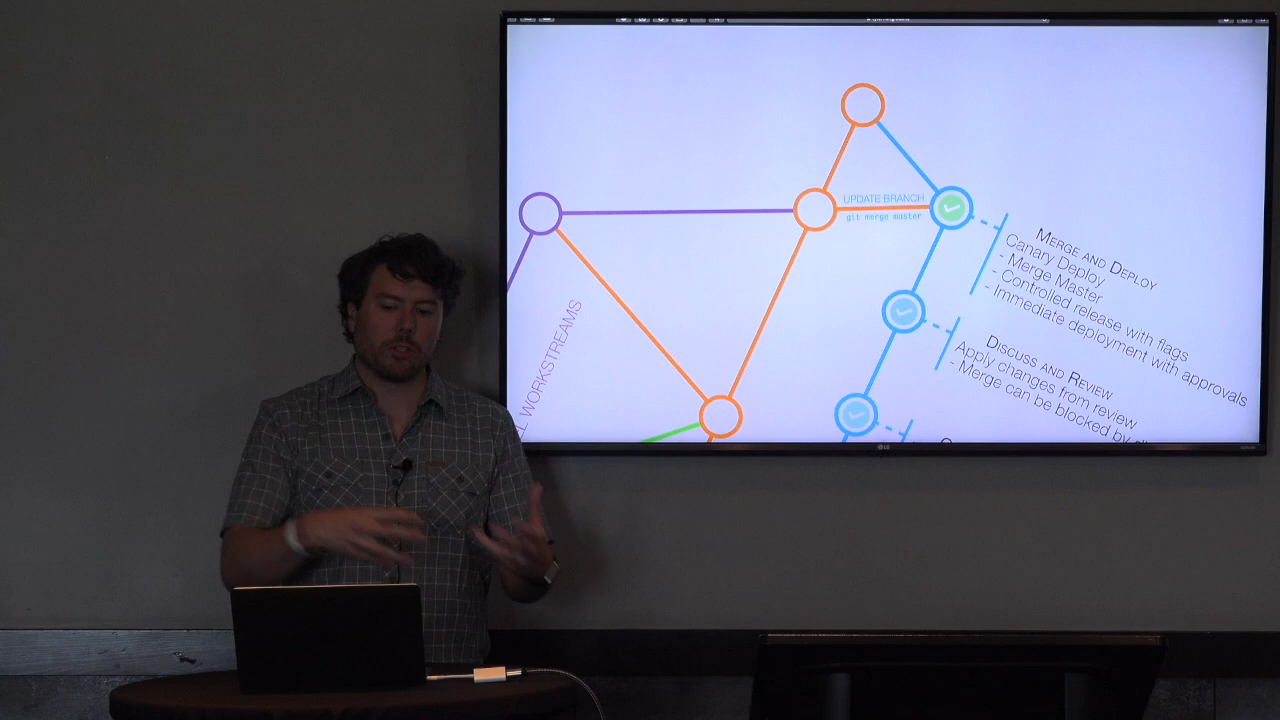 UPDATE BRANCH
git merge master
MERGE AND DEPLOY
Canary Deploy
- Merge Master
- Controlled release with flags
- Immediate deployment with approvals
DISCUSS AND REVIEW
Apply changes from review
- Merge can be blocked by
WORKSTREAMS
LG